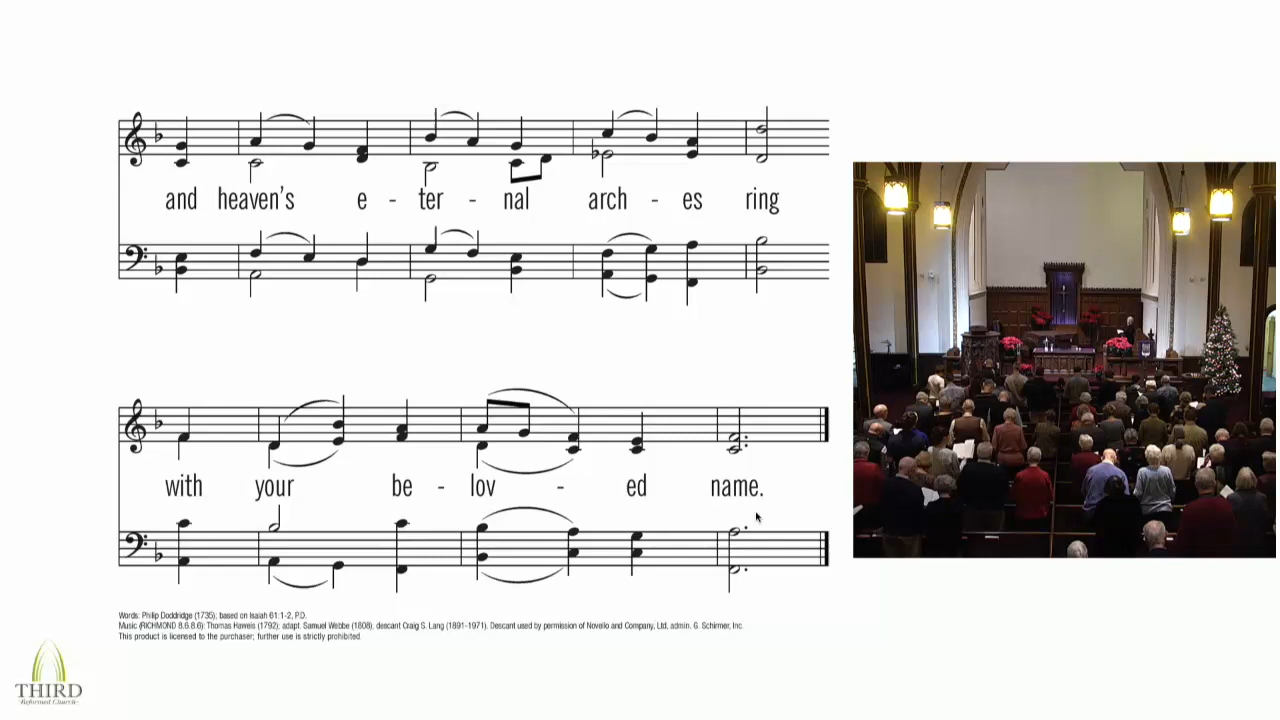 and heaven's e - ter - nal arch - es ring
with your be - lov - ed name.
Words: Philip Doddridge (1735); based on Isaiah 61:1-2, P.D.
Music (RICHMOND 8.6.8.6): Thomas Haweis (1792); adapt. Samuel Webbe (1808); descant Craig S. Lang (1891-1971). Descant used by permission of Novello and Company, Ltd, admin. G. Schirmer, Inc.
This product is licensed to the purchaser; further use is strictly prohibited.
THIRD
Reformed Church